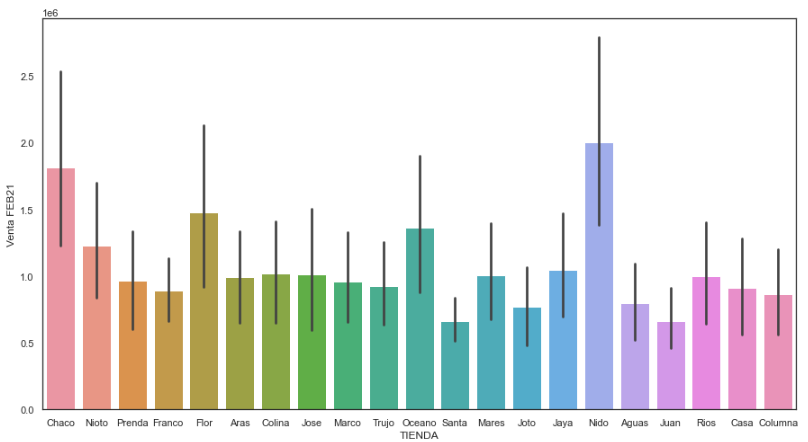 1e6
2.5
2.0
1.5
1.0
0.5
0.0
Venta FEB21
Chaco Nioto Prenda Franco Flor Aras Colina Jose Marco Trujo Oceano Santa Mares Joto Jaya Nido Aguas Juan Rios Casa Columna
TIENDA